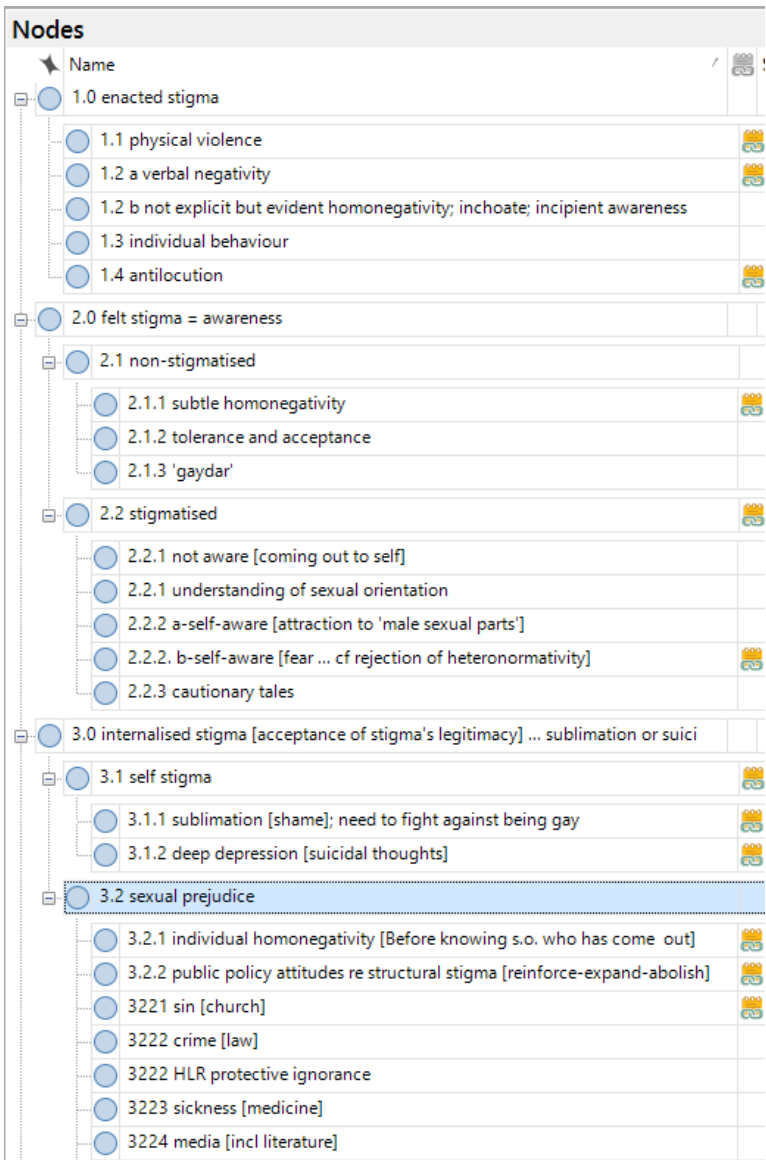 Nodes
Name
1.0 enacted stigma
1.1 physical violence
1.2 a verbal negativity
1.2 b not explicit but evident homonegativity; inchoate; incipient awareness
1.3 individual behaviour
1.4 antilocution
2.0 felt stigma = awareness
2.1 non-stigmatised
2.1.1 subtle homonegativity
2.1.2 tolerance and acceptance
2.1.3 'gaydar'
2.2 stigmatised
2.2.1 not aware [coming out to self]
2.2.1 understanding of sexual orientation
2.2.2 a-self-aware [attraction to 'male sexual parts']
2.2.2. b-self-aware [fear ... cf rejection of heteronormativity]
2.2.3 cautionary tales
3.0 internalised stigma [acceptance of stigma's legitimacy] ... sublimation or suici
3.1 self stigma
3.1.1 sublimation [shame]; need to fight against being gay
3.1.2 deep depression [suicidal thoughts]
3.2 sexual prejudice
3.2.1 individual homonegativity [Before knowing s.o. who has come  out]
3.2.2 public policy attitudes re structural stigma [reinforce-expand-abolish]
3221 sin [church]
3222 crime [law]
3222 HLR protective ignorance
3223 sickness [medicine]
3224 media [incl literature]